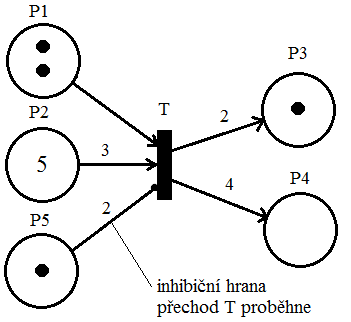 P1
P2
5
P5
3
2
T
2
4
P3
P4
inhibiční hrana
přechod T proběhne